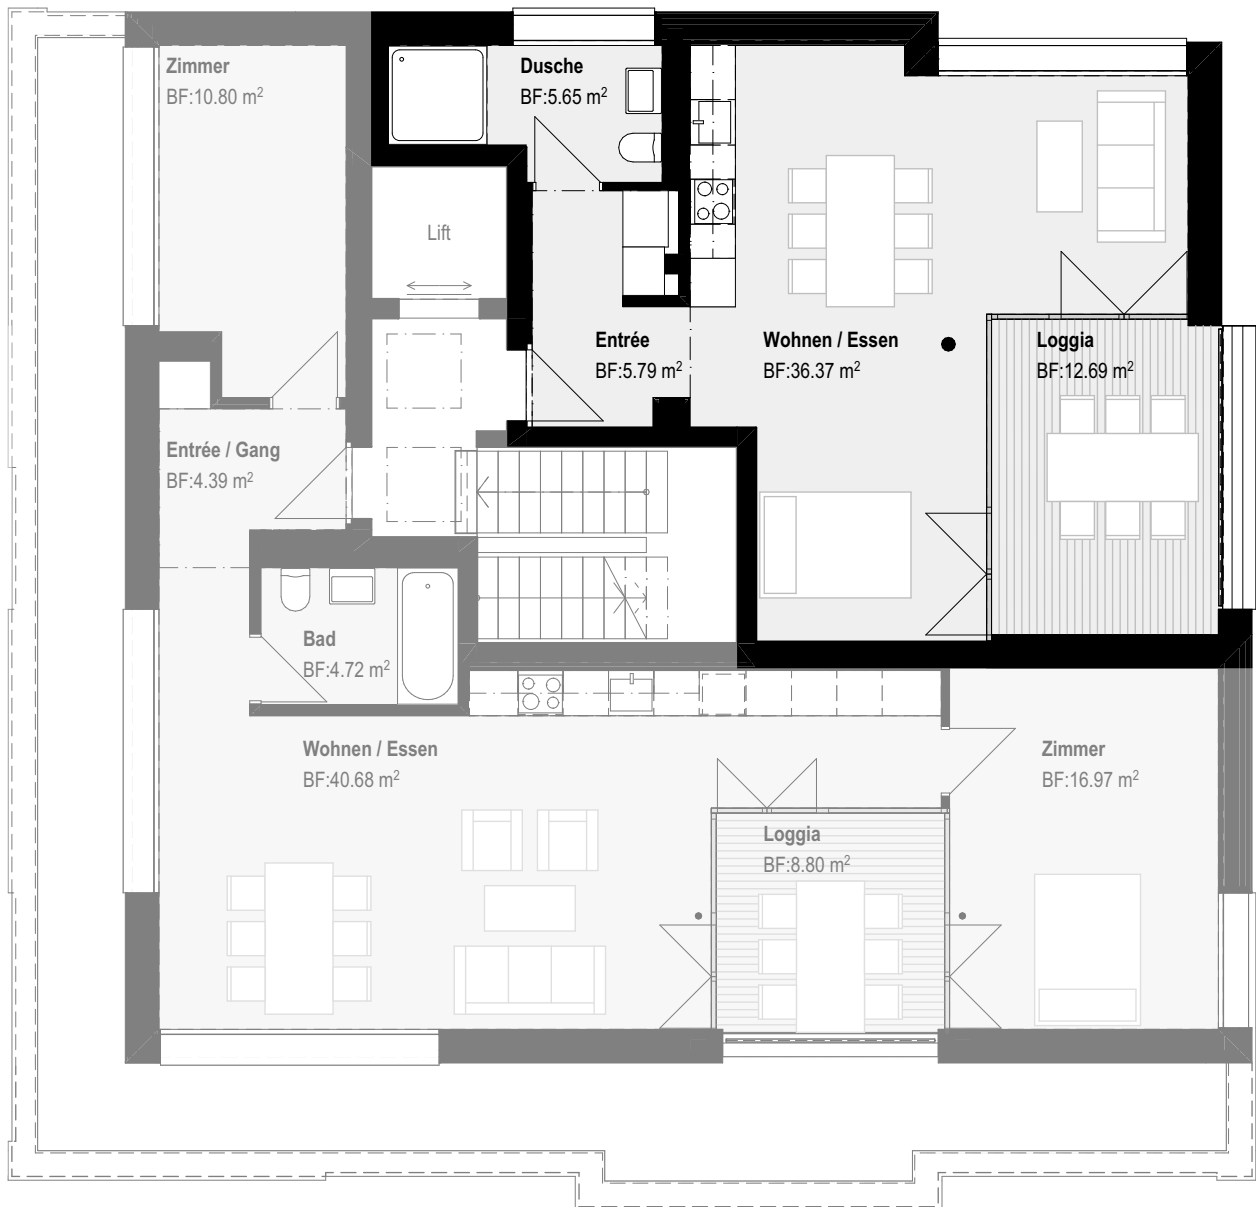 Zimmer
BF:10.80 m²
Dusche
BF:5.65 m²
Lift
Entrée
BF:5.79 m²
Wohnen / Essen
BF:36.37 m²
Loggia
BF:12.69 m²
Entrée / Gang
BF:4.39 m²
Bad
BF:4.72 m²
Wohnen / Essen
BF:40.68 m²
Zimmer
BF:16.97 m²
Loggia
BF:8.80 m²